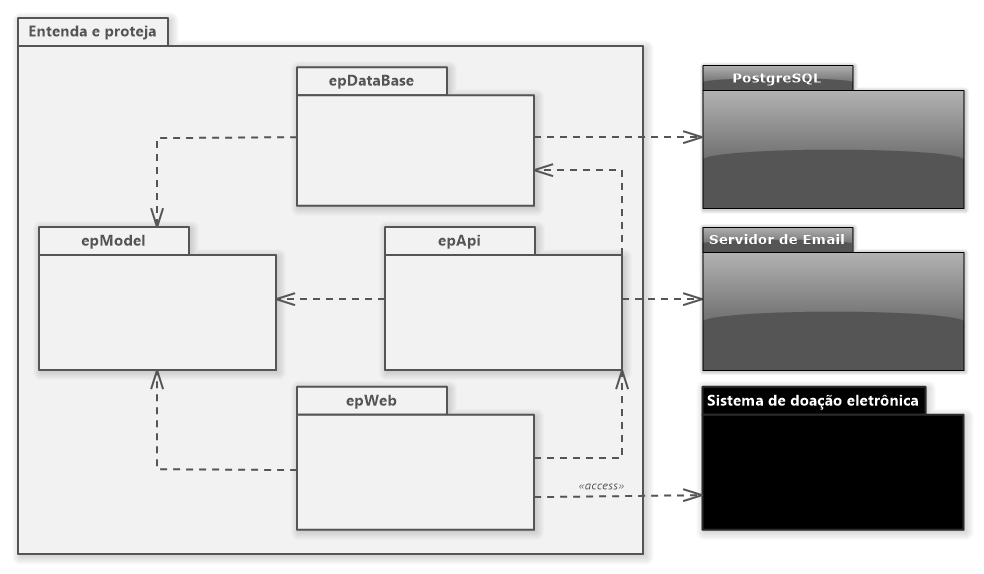 Entenda e proteja
epDataBase
PostgreSQL
epModel
epApi
Servidor de Email
epWeb
Sistema de doação eletrônica
«access»